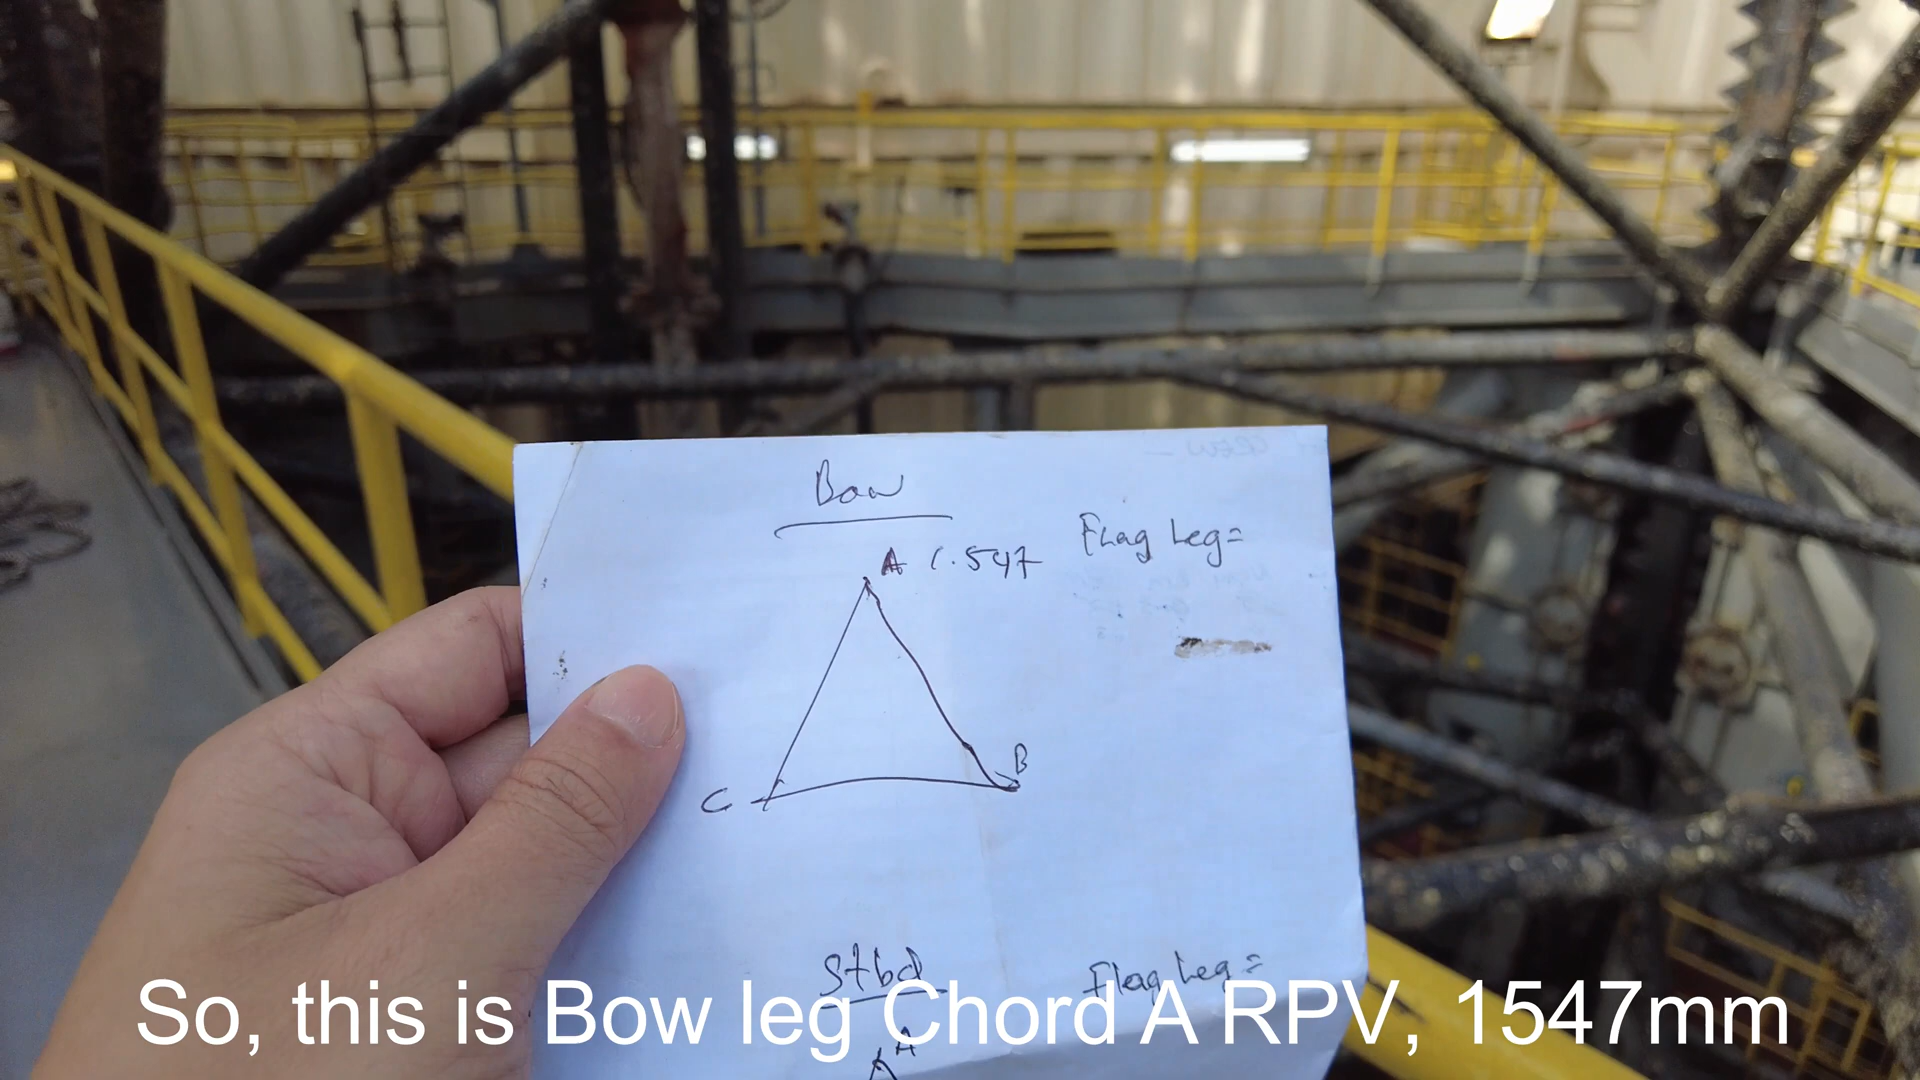 Bow
A 1.547
Flag Leg=
B
C
Stbd
Flag Leg=
A
So, this is Bow leg Chord A RPV, 1547mm